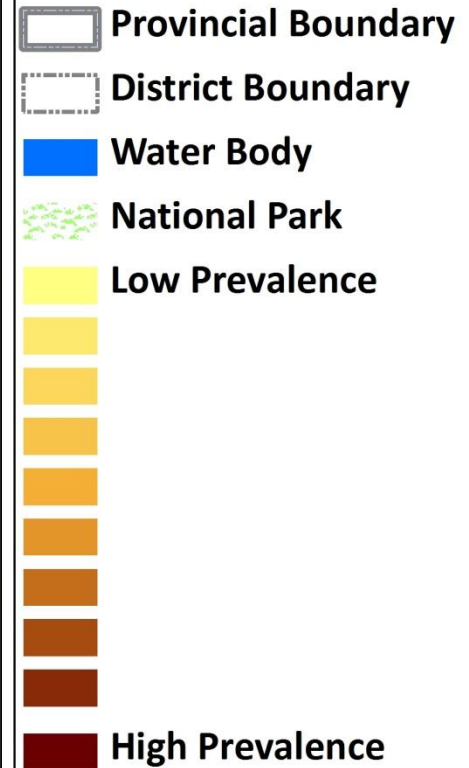 Provincial Boundary
District Boundary
Water Body
National Park
Low Prevalence
High Prevalence